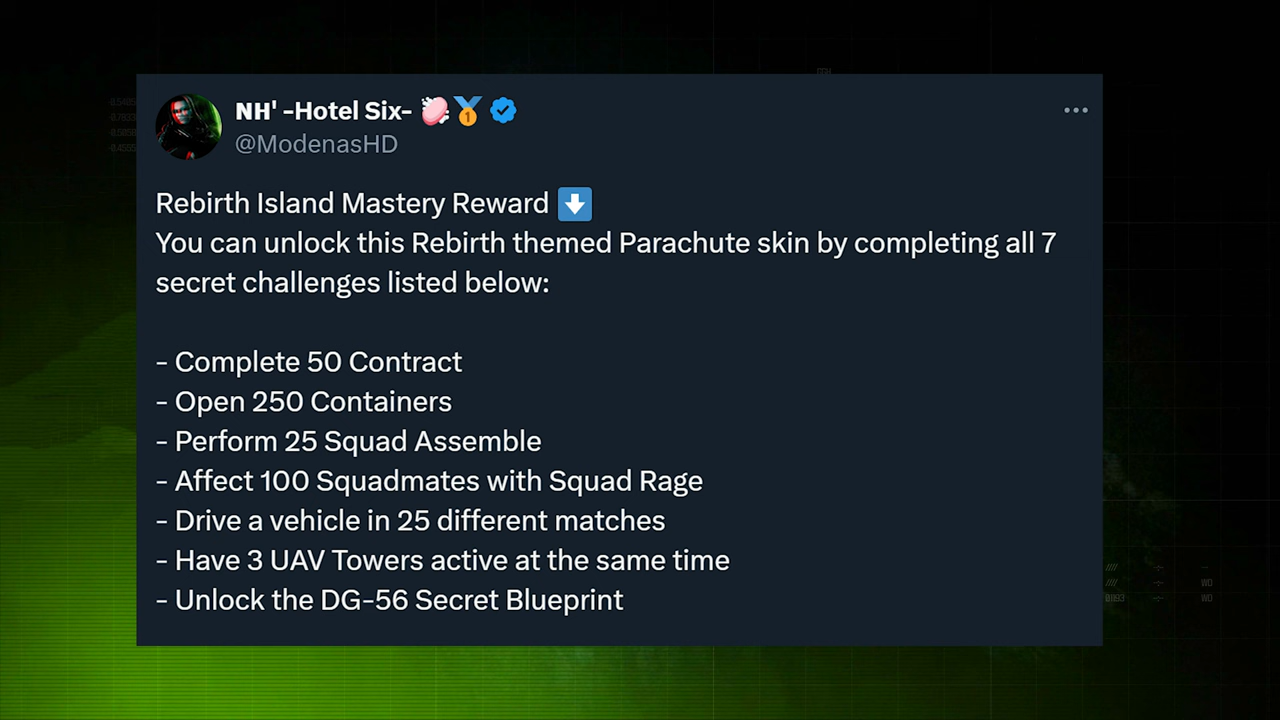 NH' -Hotel Six- 🥇
@ModenasHD
Rebirth Island Mastery Reward ⬇️
You can unlock this Rebirth themed Parachute skin by completing all 7
secret challenges listed below:
- Complete 50 Contract
- Open 250 Containers
- Perform 25 Squad Assemble
- Affect 100 Squadmates with Squad Rage
- Drive a vehicle in 25 different matches
- Have 3 UAV Towers active at the same time
- Unlock the DG-56 Secret Blueprint